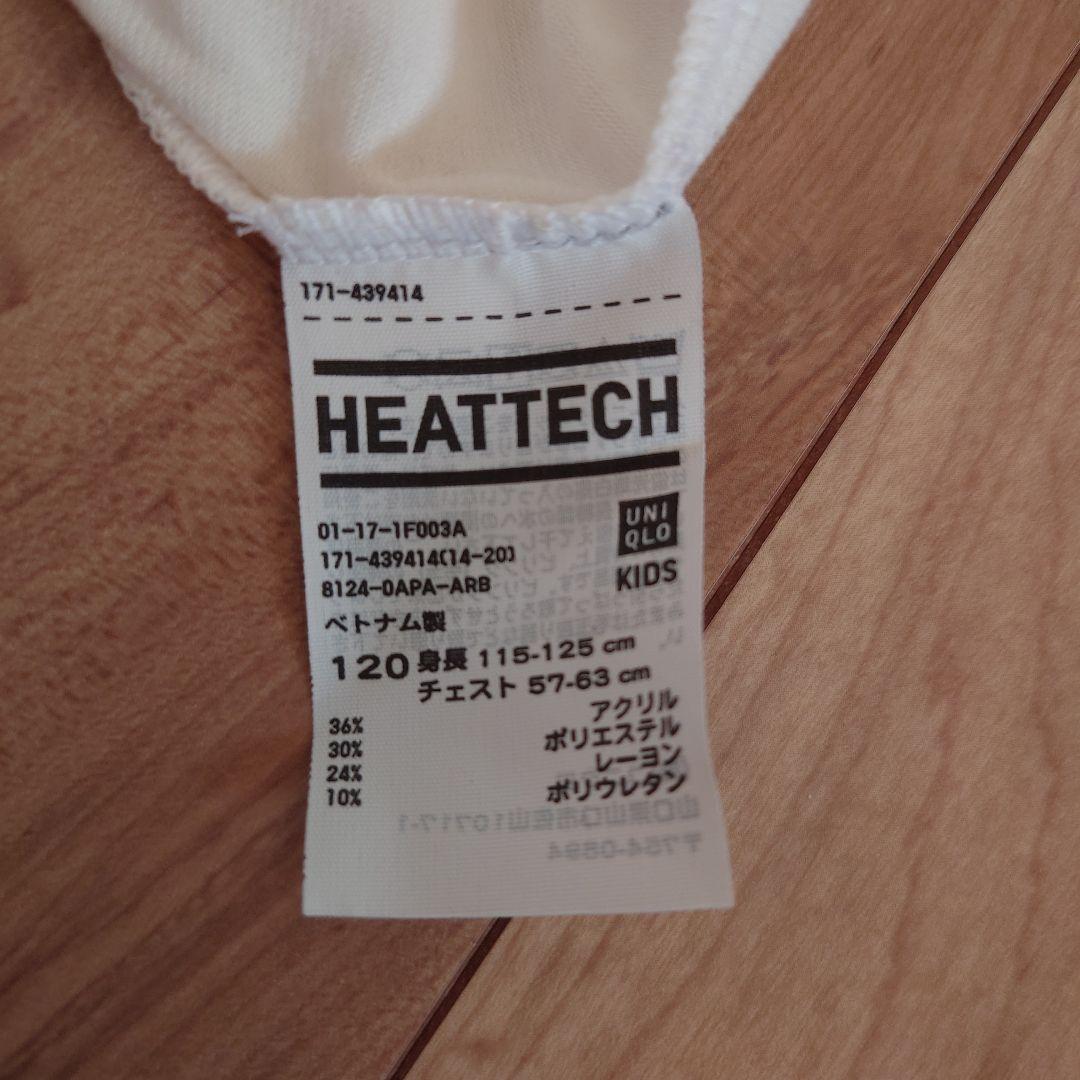 171-439414
HEATTECH
UNI
QLO
KIDS
01-17-1F003A
171-439414(14-20)
8124-0APA-ARB
ベトナム製
120 身長 115-125 cm
チェスト 57-63 cm
36% アクリル
30% ポリエステル
24% レーヨン
10% ポリウレタン